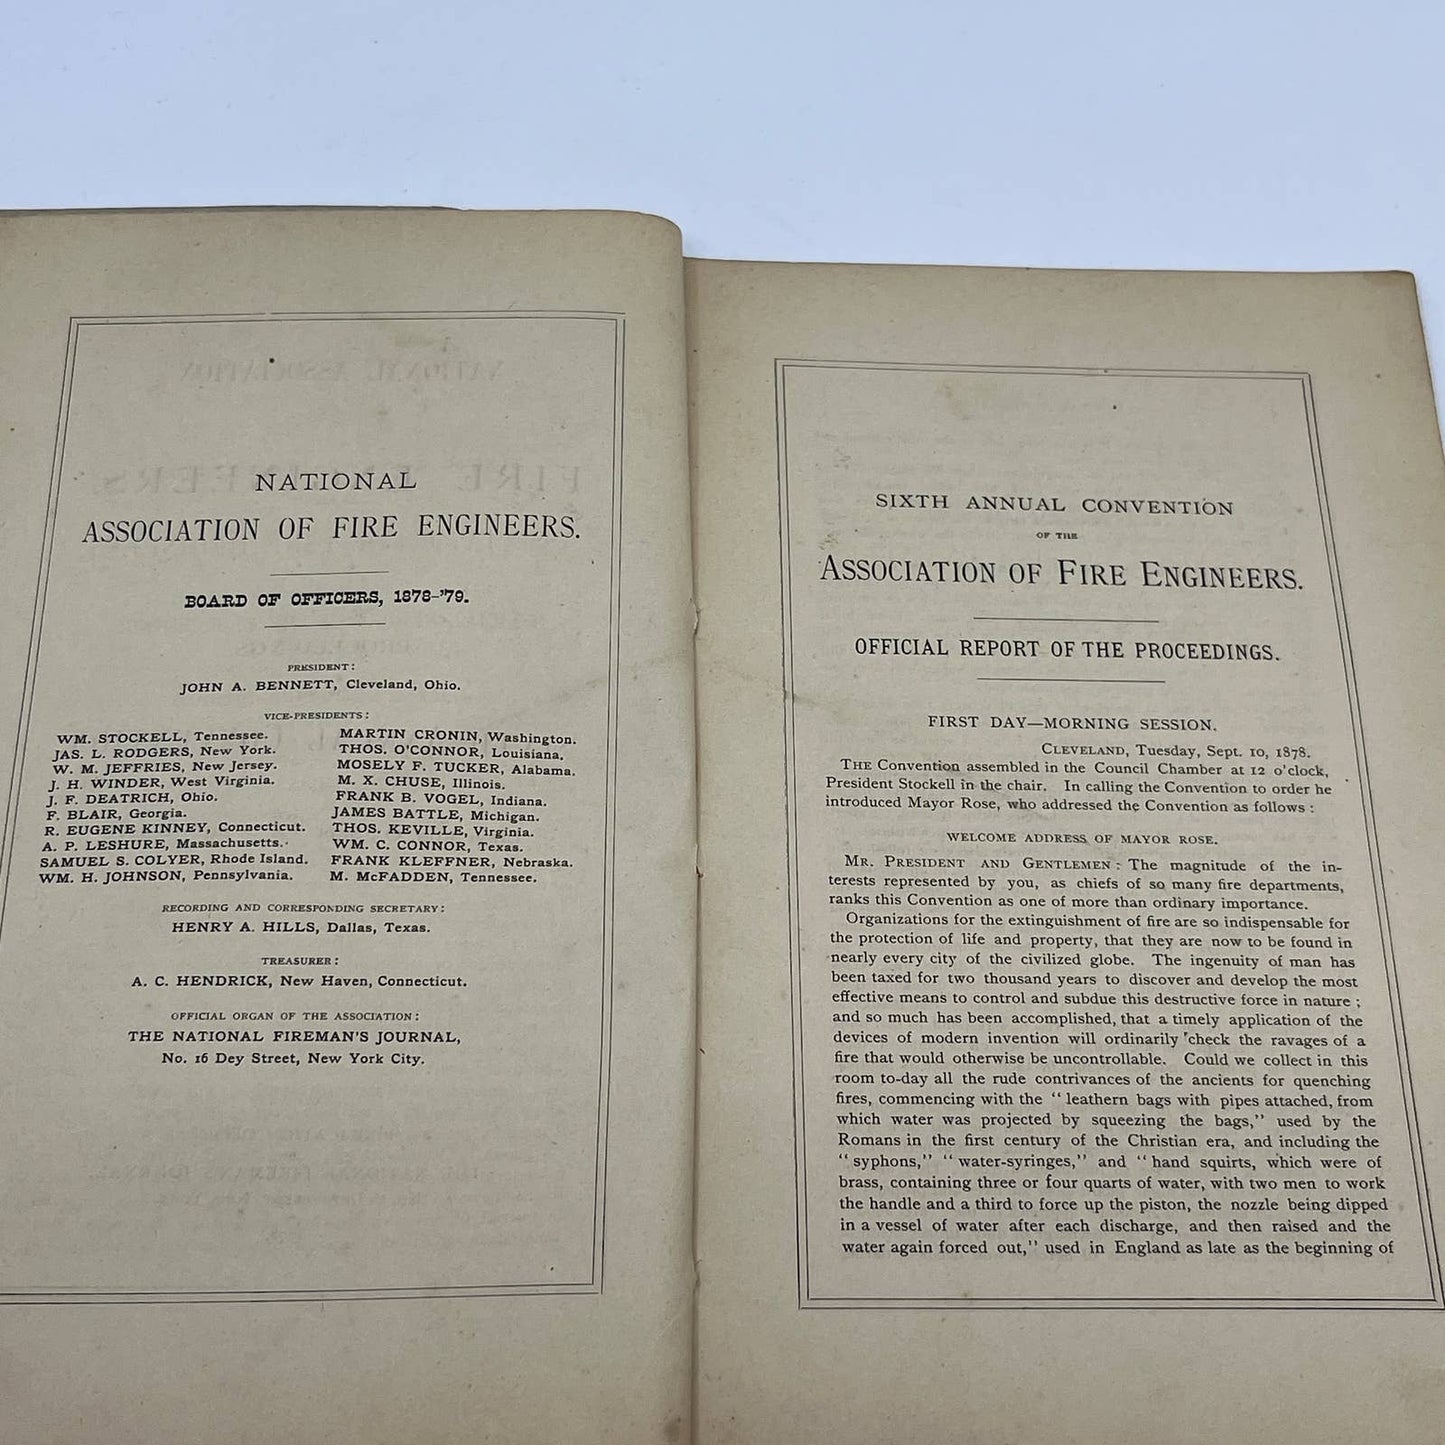 NATIONAL
ASSOCIATION OF FIRE ENGINEERS.
BOARD OF OFFICERS, 1878-'79.
PRESIDENT:
JOHN A. BENNETT, Cleveland, Ohio.
VICE-PRESIDENTS:
WM. STOCKELL, Tennessee.
JAS. L. RODGERS, New York.
W. M. JEFFRIES, New Jersey.
J. H. WINDER, West Virginia.
J. F. DEATRICH, Ohio.
F. BLAIR, Georgia.
R. EUGENE KINNEY, Connecticut.
A. P. LESHURE, Massachusetts.
SAMUEL S. COLYER, Rhode Island.
WM. H. JOHNSON, Pennsylvania.
MARTIN CRONIN, Washington.
THOS. O'CONNOR, Louisiana.
MOSELY F. TUCKER, Alabama.
M. X. CHUSE, Illinois.
FRANK B. VOGEL, Indiana.
JAMES BATTLE, Michigan.
THOS. KEVILLE, Virginia.
WM. C. CONNOR, Texas.
FRANK KLEFFNER, Nebraska.
M. McFADDEN, Tennessee.
RECORDING AND CORRESPONDING SECRETARY:
HENRY A. HILLS, Dallas, Texas.
TREASURER:
A. C. HENDRICK, New Haven, Connecticut.
OFFICIAL ORGAN OF THE ASSOCIATION:
THE NATIONAL FIREMAN'S JOURNAL,
No. 16 Dey Street, New York City.
SIXTH ANNUAL CONVENTION
OF THE
ASSOCIATION OF FIRE ENGINEERS.
OFFICIAL REPORT OF THE PROCEEDINGS.
FIRST DAY—MORNING SESSION.
CLEVELAND, Tuesday, Sept. 10, 1878.
THE Convention assembled in the Council Chamber at 12 o'clock,
President Stockell in the chair. In calling the Convention to order he
introduced Mayor Rose, who addressed the Convention as follows:
WELCOME ADDRESS OF MAYOR ROSE.
MR. PRESIDENT AND GENTLEMEN: The magnitude of the in-
terests represented by you, as chiefs of so many fire departments,
ranks this Convention as one of more than ordinary importance.
Organizations for the extinguishment of fire are so indispensable for
the protection of life and property, that they are now to be found in
nearly every city of the civilized globe. The ingenuity of man has
been taxed for two thousand years to discover and develop the most
effective means to control and subdue this destructive force in nature;
and so much has been accomplished, that a timely application of the
devices of modern invention will ordinarily check the ravages of a
fire that would otherwise be uncontrollable. Could we collect in this
room to-day all the rude contrivances of the ancients for quenching
fires, commencing with the "leathern bags with pipes attached, from
which water was projected by squeezing the bags," used by the
Romans in the first century of the Christian era, and including the
"syphons," "water-syringes," and "hand squirts, which were of
brass, containing three or four quarts of water, with two men to work
the handle and a third to force up the piston, the nozzle being dipped
in a vessel of water after each discharge, and then raised and the
water again forced out," used in England as late as the beginning of